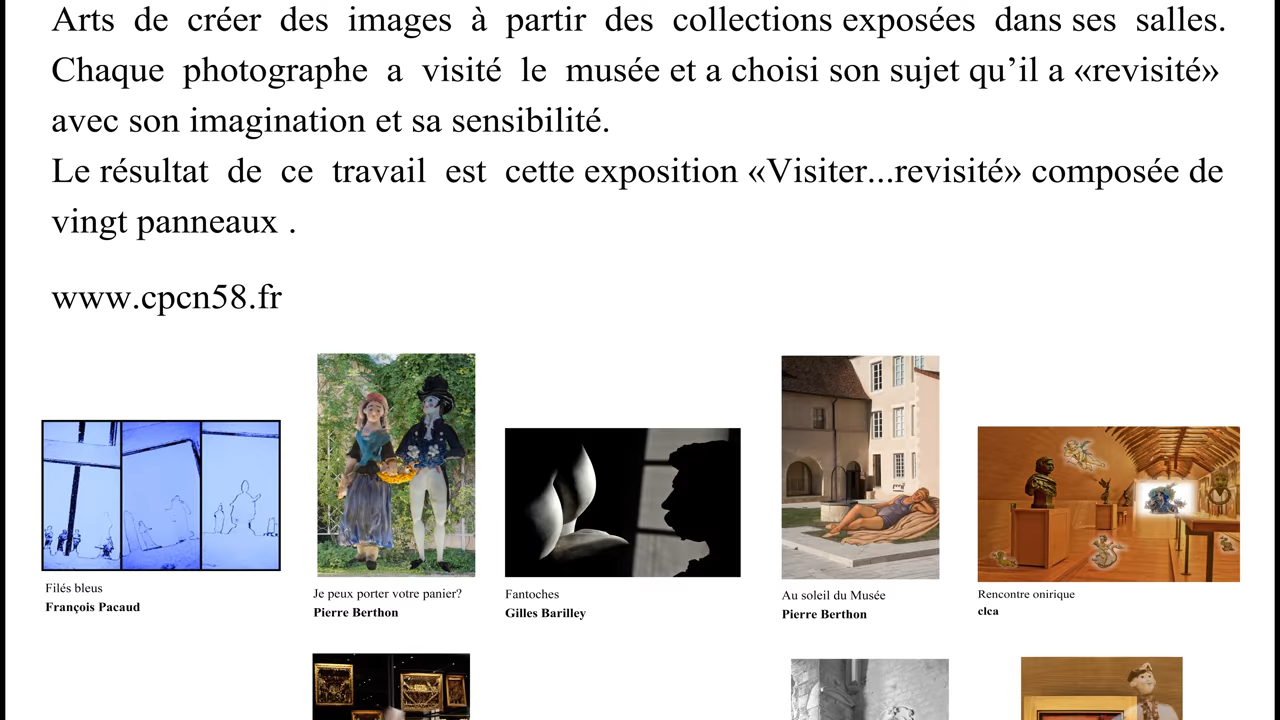 Arts de créer des images à partir des collections exposées dans ses salles.
Chaque photographe a visité le musée et a choisi son sujet qu’il a «revisité»
avec son imagination et sa sensibilité.
Le résultat de ce travail est cette exposition «Visiter...revisité» composée de
vingt panneaux .
www.cpcn58.fr
Filés bleus
François Pacaud
Je peux porter votre panier?
Pierre Berthon
Fantoches
Gilles Barilley
Au soleil du Musée
Pierre Berthon
Rencontre onirique
clca